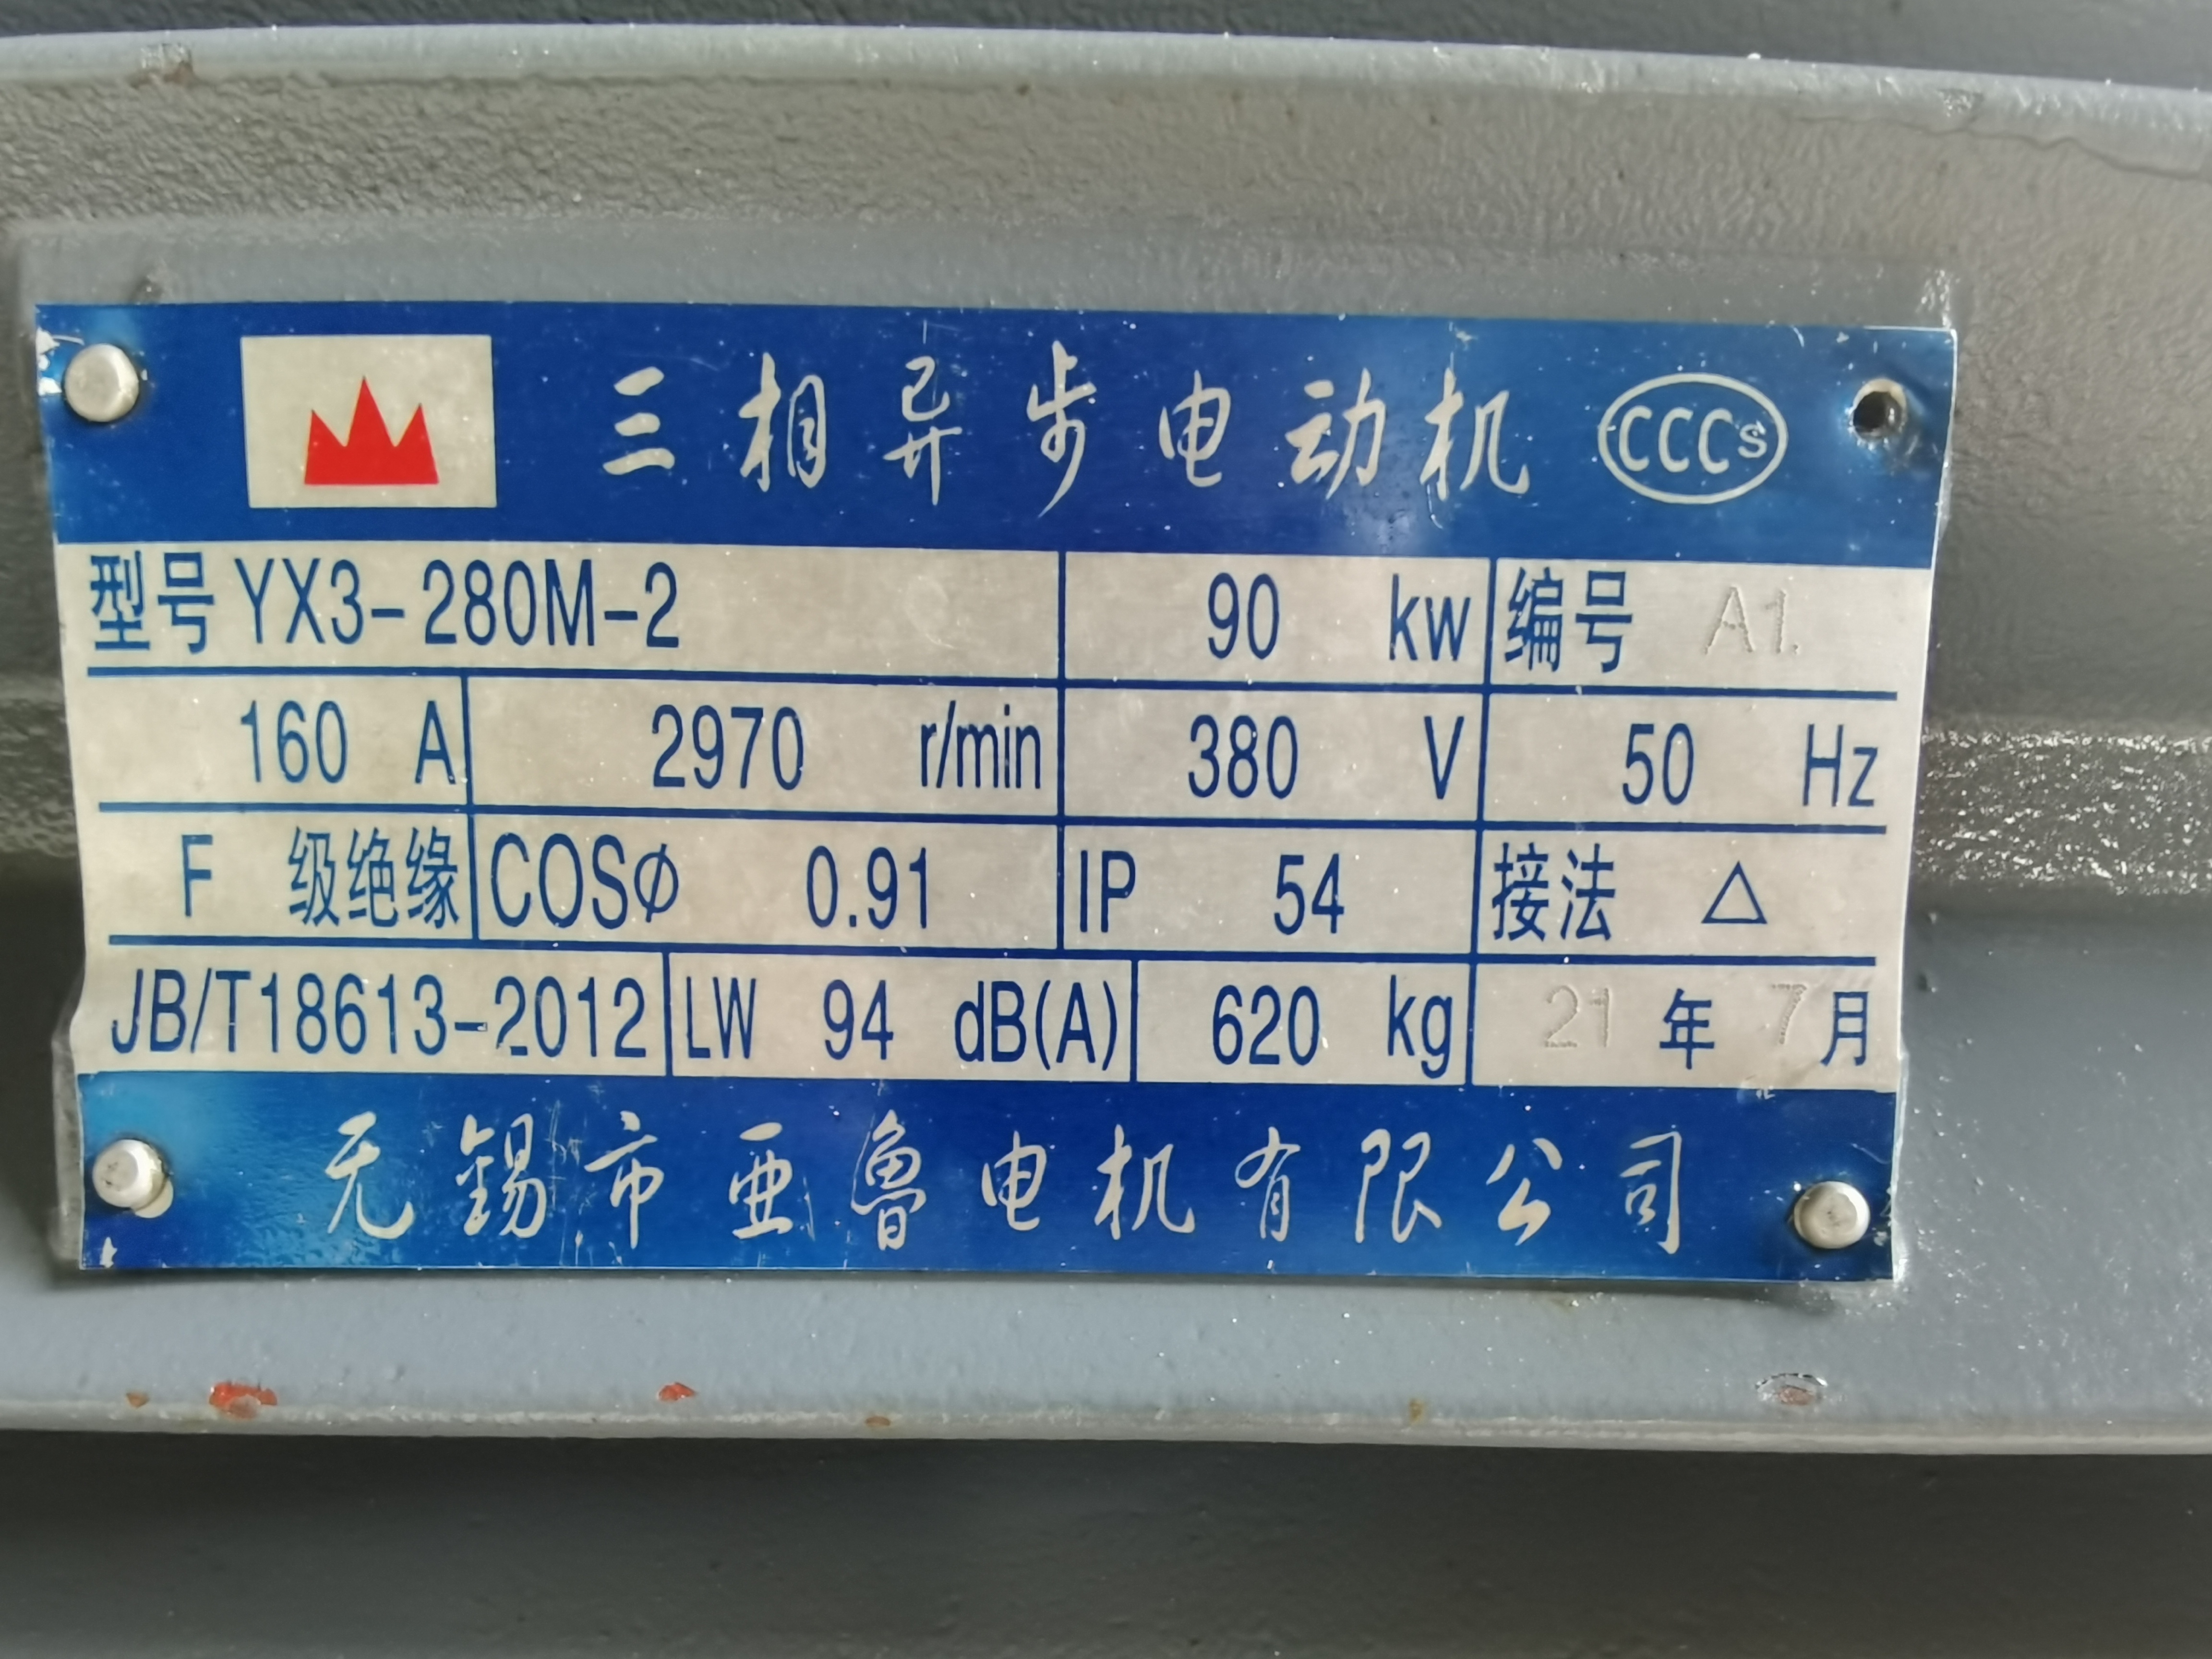 三相异步电动机 CCCS
型号 YX3-280M-2 90 kw 编号 A1.
160 A 2970 r/min 380 V 50 Hz
F 级绝缘 COSØ 0.91 IP 54 接法 △
JB/T18613-2012 LW 94 dB(A) 620 kg 21 年 7 月
无锡市亚鲁电机有限公司